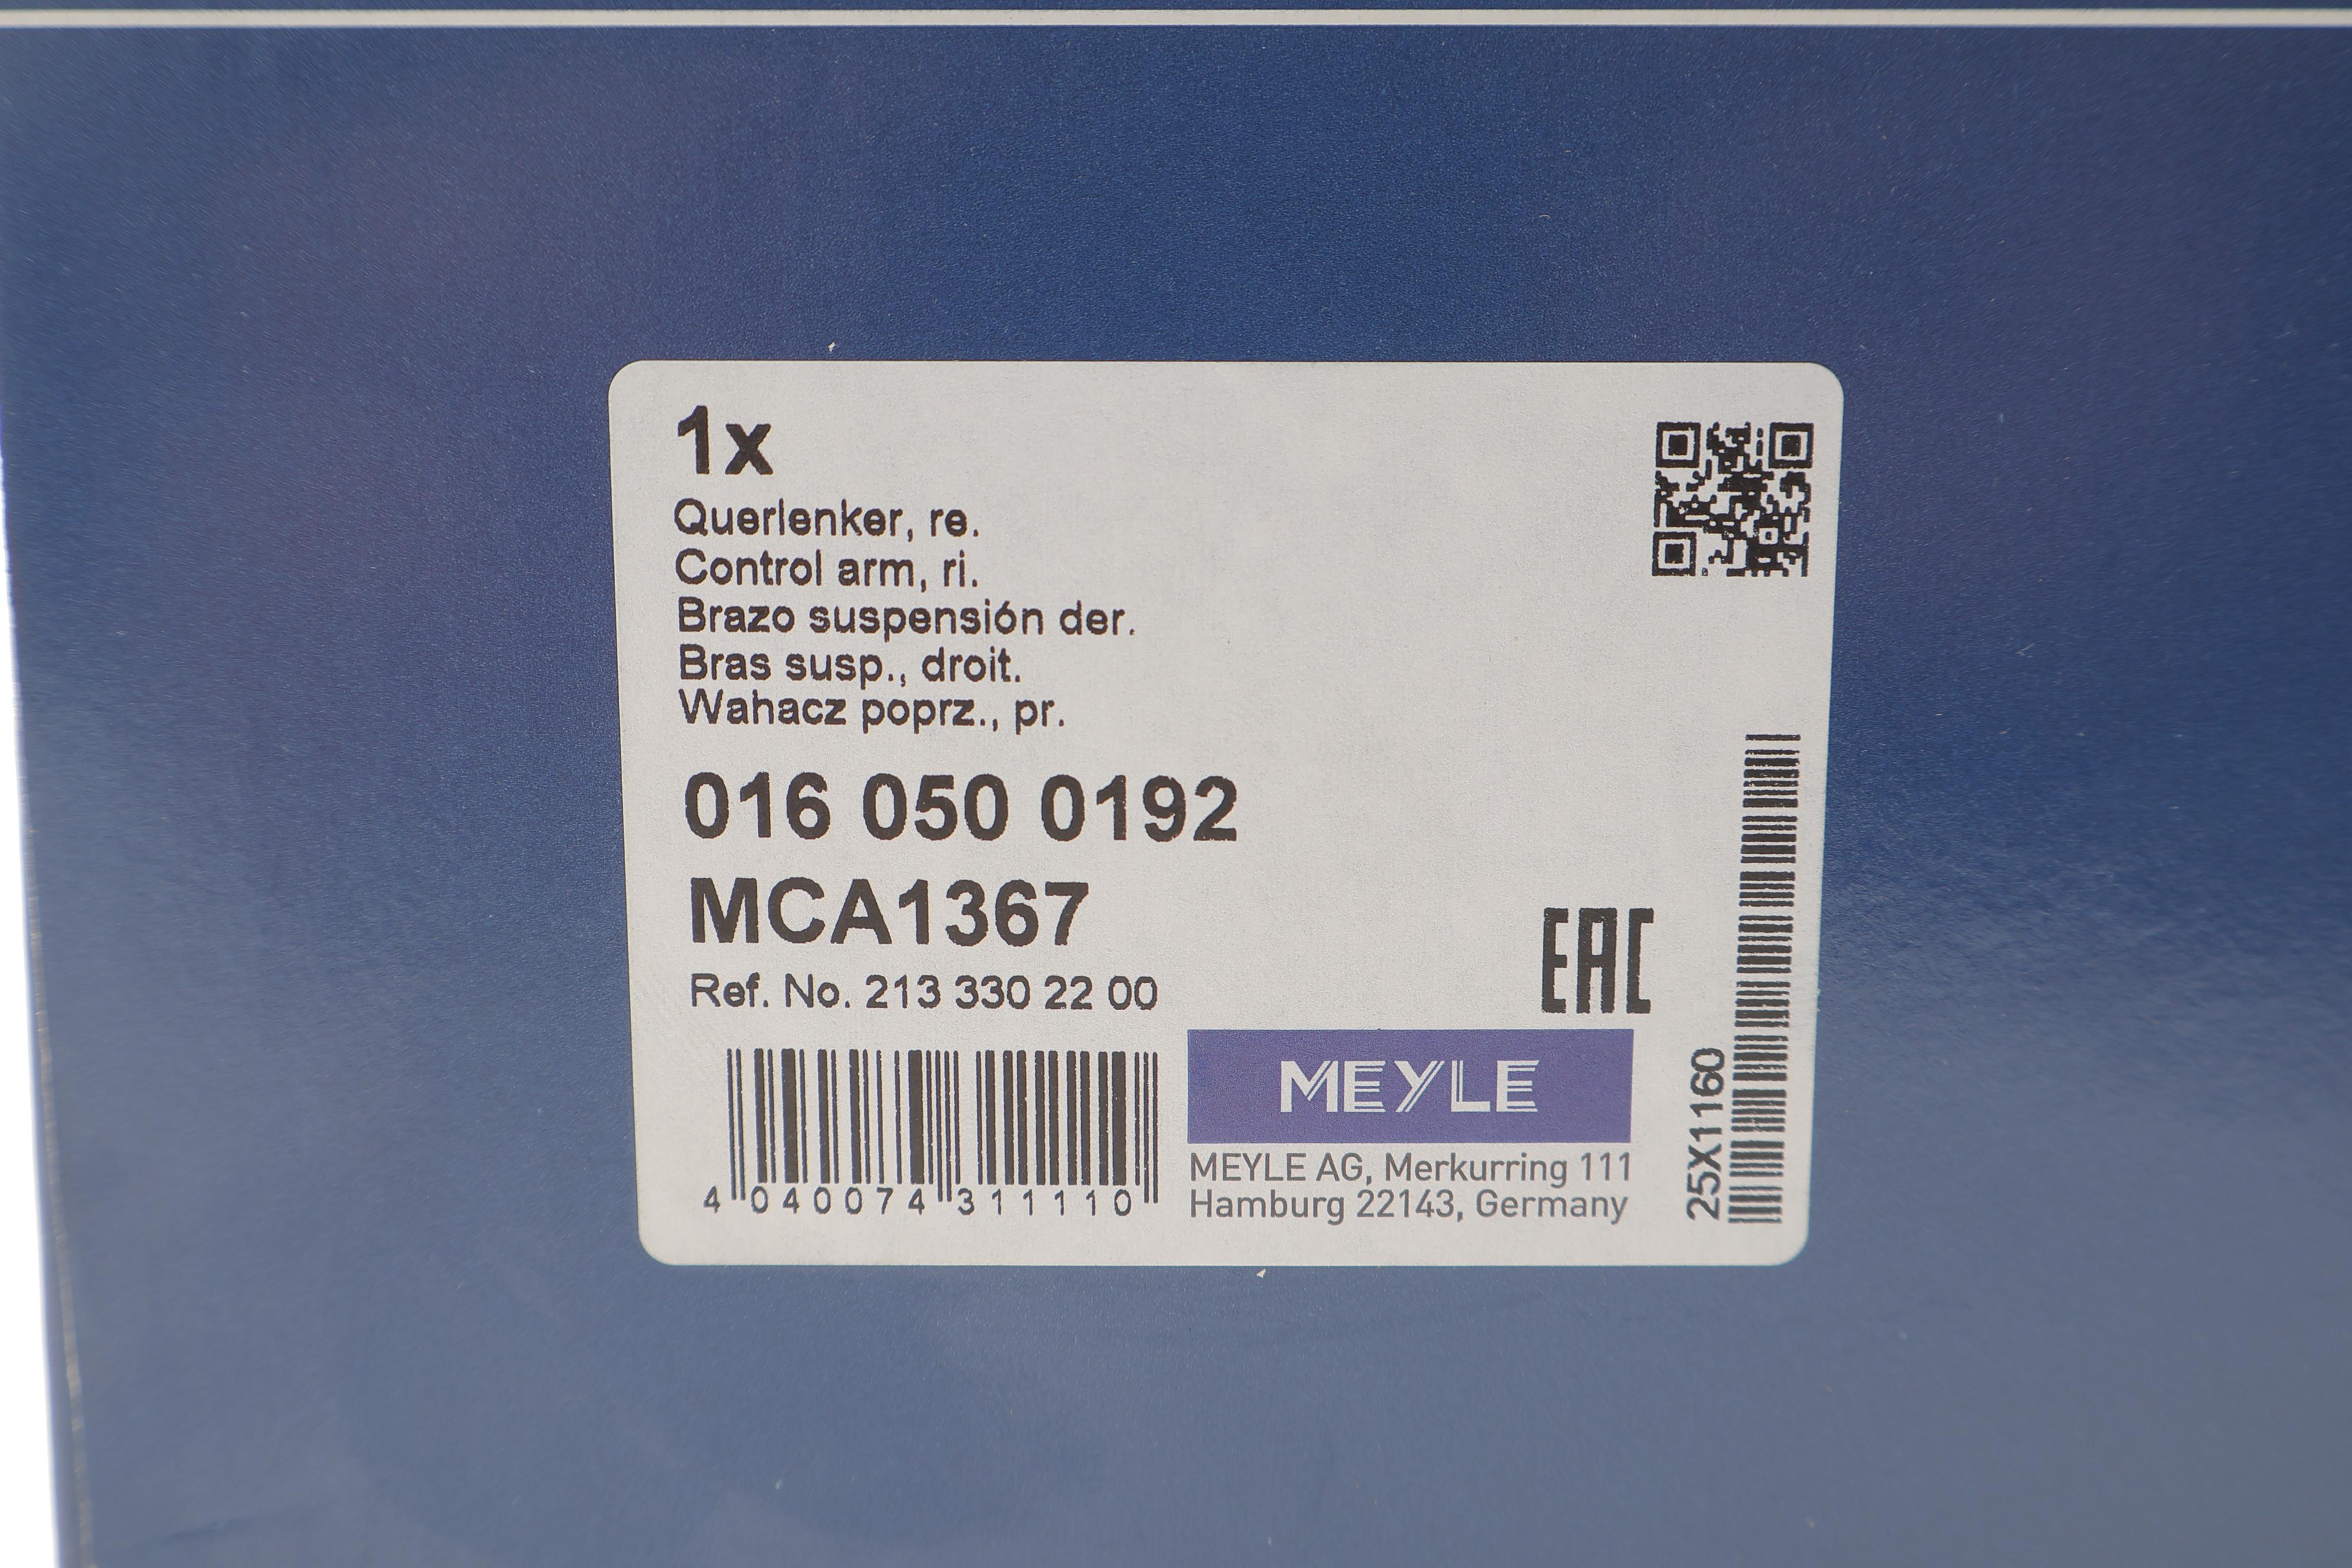 1x
Querlenker, re.
Control arm, ri.
Brazo suspensión der.
Bras susp., droit.
Wahacz poprz., pr.
016 050 0192
MCA1367
Ref. No. 213 330 22 00
EAC
MEYLE
MEYLE AG, Merkurring 111
Hamburg 22143, Germany
4 040074 311110
25X1160